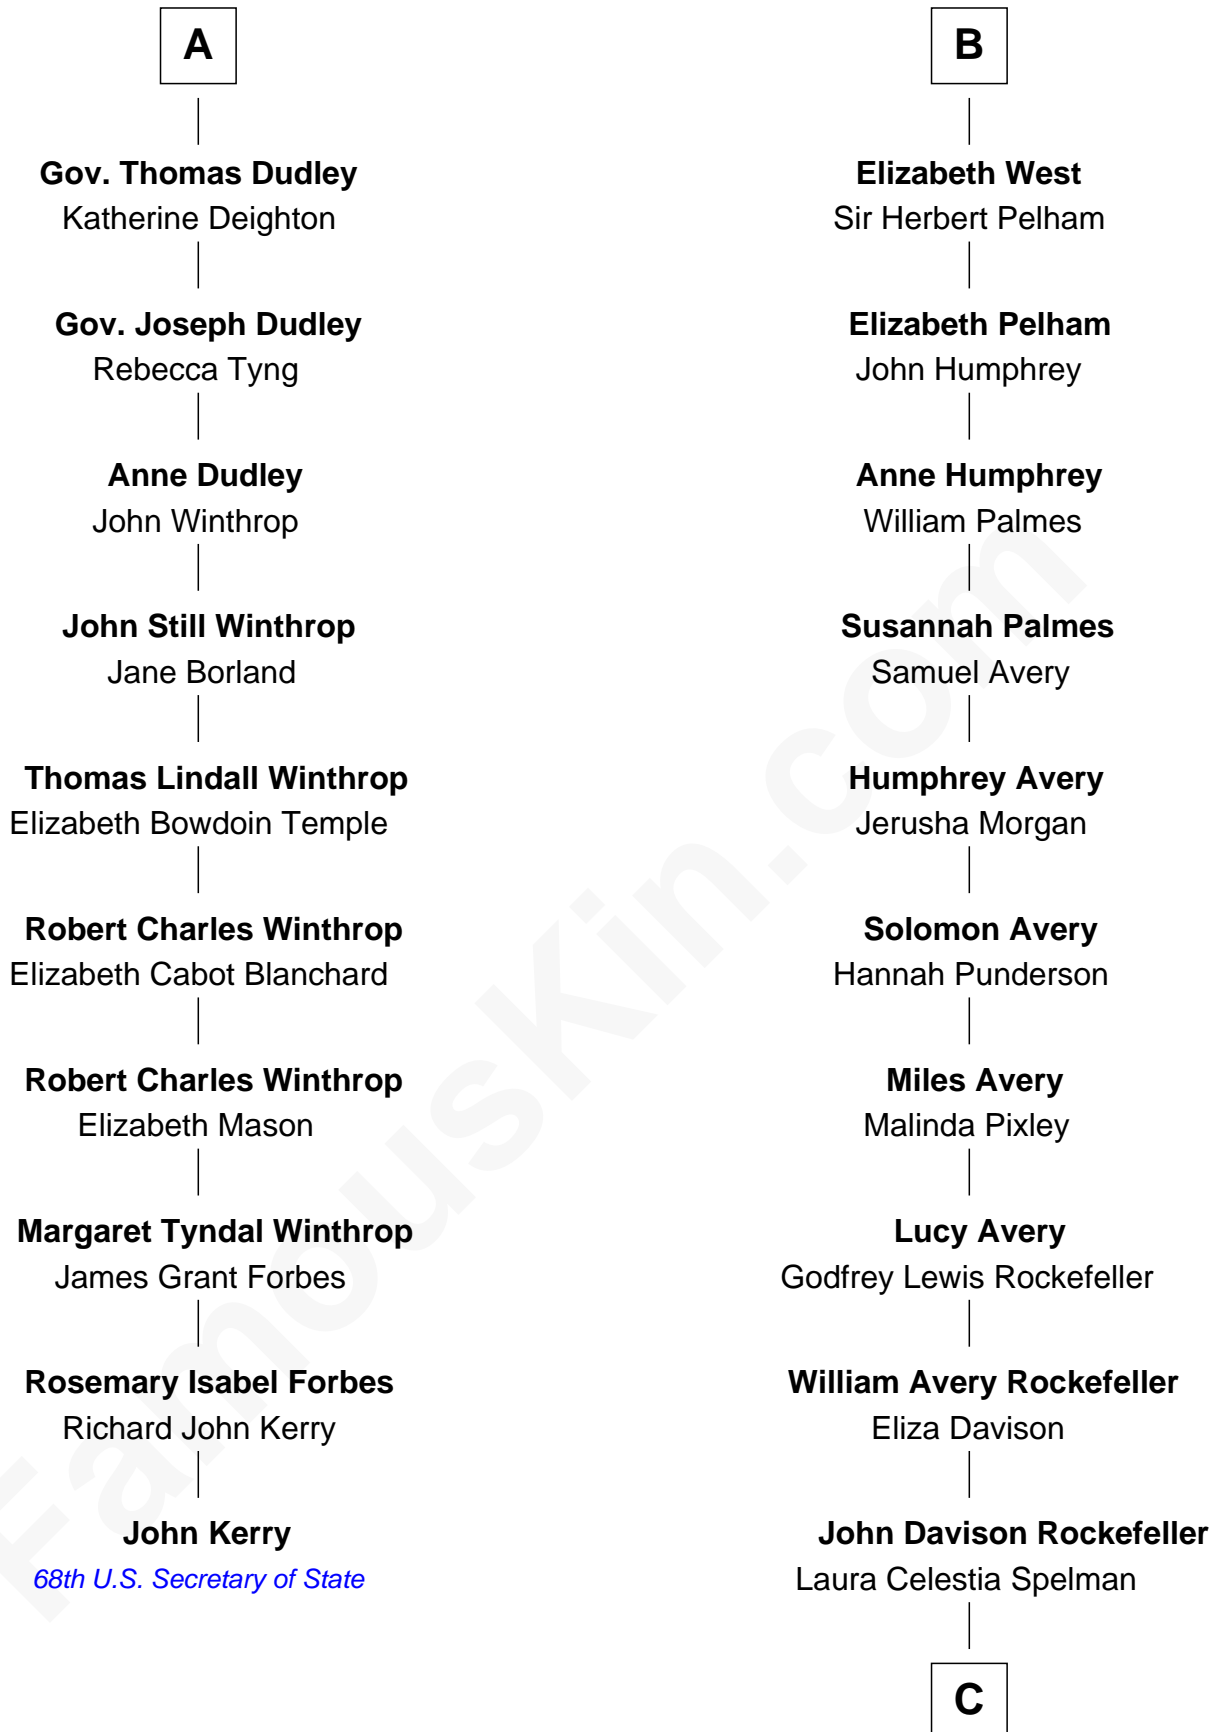 A
Gov. Thomas Dudley
Katherine Deighton
Gov. Joseph Dudley
Rebecca Tyng
Anne Dudley
John Winthrop
John Still Winthrop
Jane Borland
Thomas Lindall Winthrop
Elizabeth Bowdoin Temple
Robert Charles Winthrop
Elizabeth Cabot Blanchard
Robert Charles Winthrop
Elizabeth Mason
Margaret Tyndal Winthrop
James Grant Forbes
Rosemary Isabel Forbes
Richard John Kerry
John Kerry
68th U.S. Secretary of State
B
Elizabeth West
Sir Herbert Pelham
Elizabeth Pelham
John Humphrey
Anne Humphrey
William Palmes
Susannah Palmes
Samuel Avery
Humphrey Avery
Jerusha Morgan
Solomon Avery
Hannah Punderson
Miles Avery
Malinda Pixley
Lucy Avery
Godfrey Lewis Rockefeller
William Avery Rockefeller
Eliza Davison
John Davison Rockefeller
Laura Celestia Spelman
C
FamousKin.com